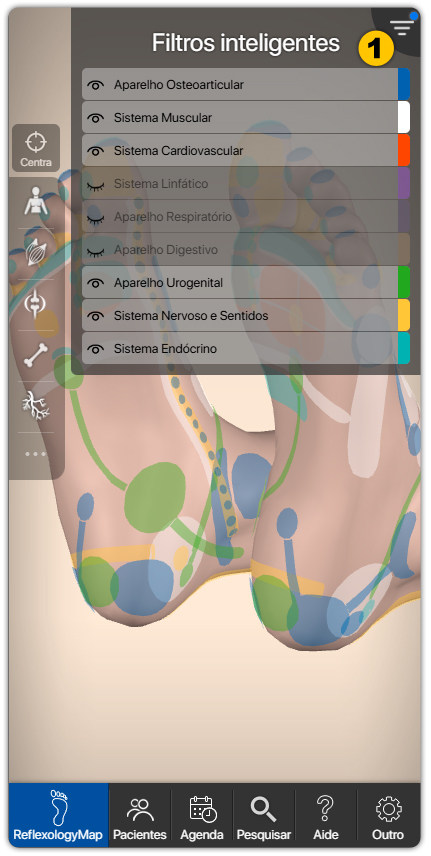 Filtros inteligentes
1
Aparelho Osteoarticular
Sistema Muscular
Sistema Cardiovascular
Sistema Linfático
Aparelho Respiratório
Aparelho Digestivo
Aparelho Urogenital
Sistema Nervoso e Sentidos
Sistema Endócrino
Centra
ReflexologyMap
Pacientes
Agenda
Pesquisar
Aide
Outro